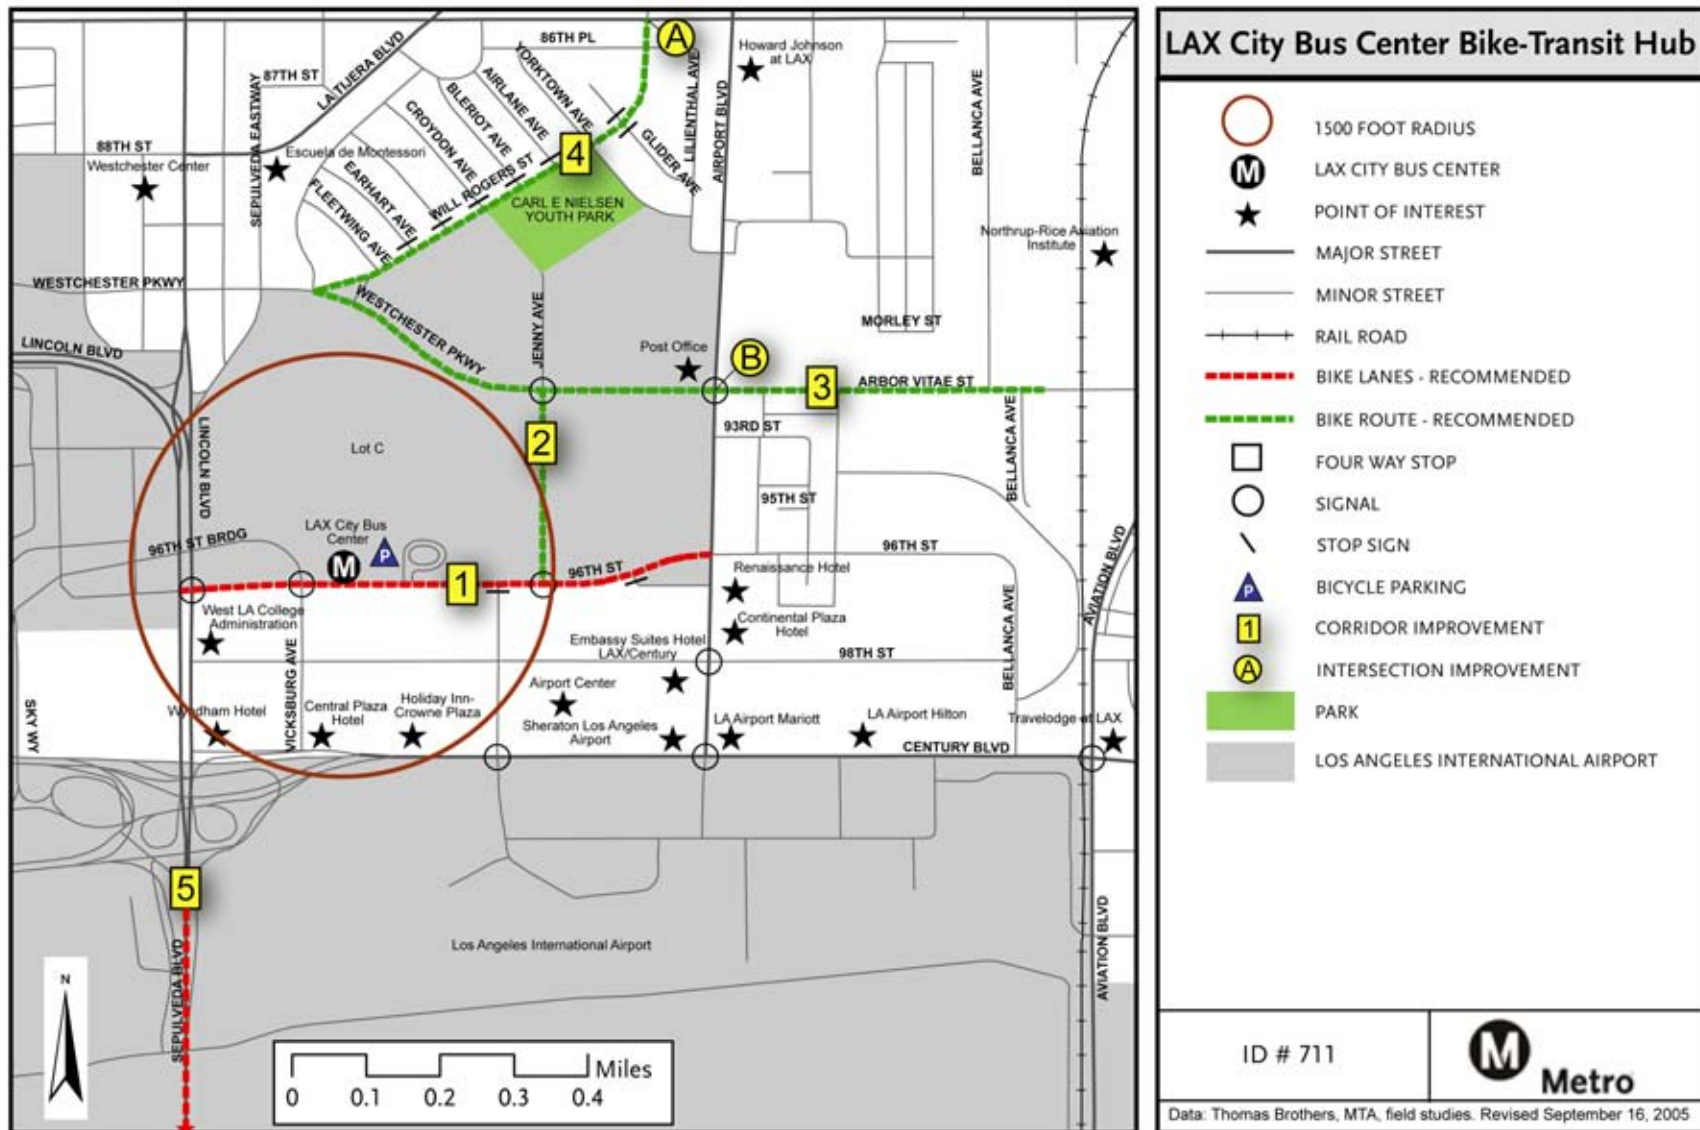 LAX City Bus Center Bike-Transit Hub
1500 FOOT RADIUS
M
LAX CITY BUS CENTER
POINT OF INTEREST
MAJOR STREET
MINOR STREET
RAIL ROAD
BIKE LANES - RECOMMENDED
BIKE ROUTE - RECOMMENDED
FOUR WAY STOP
SIGNAL
STOP SIGN
P
BICYCLE PARKING
1
CORRIDOR IMPROVEMENT
A
INTERSECTION IMPROVEMENT
PARK
LOS ANGELES INTERNATIONAL AIRPORT
ID # 711
M
Metro
Data: Thomas Brothers, MTA, field studies. Revised September 16, 2005
86TH PL
A
Howard Johnson
at LAX
LA TIJERA BLVD
YORKTOWN AVE
LILIENTHAL AVE
87TH ST
AIRLANE AVE
BLERIOT AVE
CROYDON AVE
SEPULVEDA EASTWAY
AIRPORT BLVD
BELLANCA AVE
88TH ST
Westchester Center
Escuela de Montessori
4
GLIDER AVE
EARHART AVE
FLEETWING AVE
WILL ROGERS ST
CARL E NIELSEN
YOUTH PARK
Northrup-Rice Aviation
Institute
WESTCHESTER PKWY
WESTCHESTER PKWY
JENNY AVE
MORLEY ST
LINCOLN BLVD
Post Office
B
3
ARBOR VITAE ST
93RD ST
2
Lot C
LINCOLN BLVD
BELLANCA AVE
95TH ST
LAX City Bus
Center
96TH ST BRDG
M
P
1
96TH ST
96TH ST
Renaissance Hotel
AVIATION BLVD
West LA College
Administration
Continental Plaza
Hotel
Embassy Suites Hotel
LAX/Century
98TH ST
VICKSBURG AVE
BELLANCA AVE
Airport Center
SKY WY
Wyndham Hotel
Central Plaza
Hotel
Holiday Inn-
Crowne Plaza
Sheraton Los Angeles
Airport
LA Airport Mariott
LA Airport Hilton
Travelodge at LAX
CENTURY BLVD
5
SEPULVEDA BLVD
Los Angeles International Airport
AVIATION BLVD
N
Miles
0 0.1 0.2 0.3 0.4